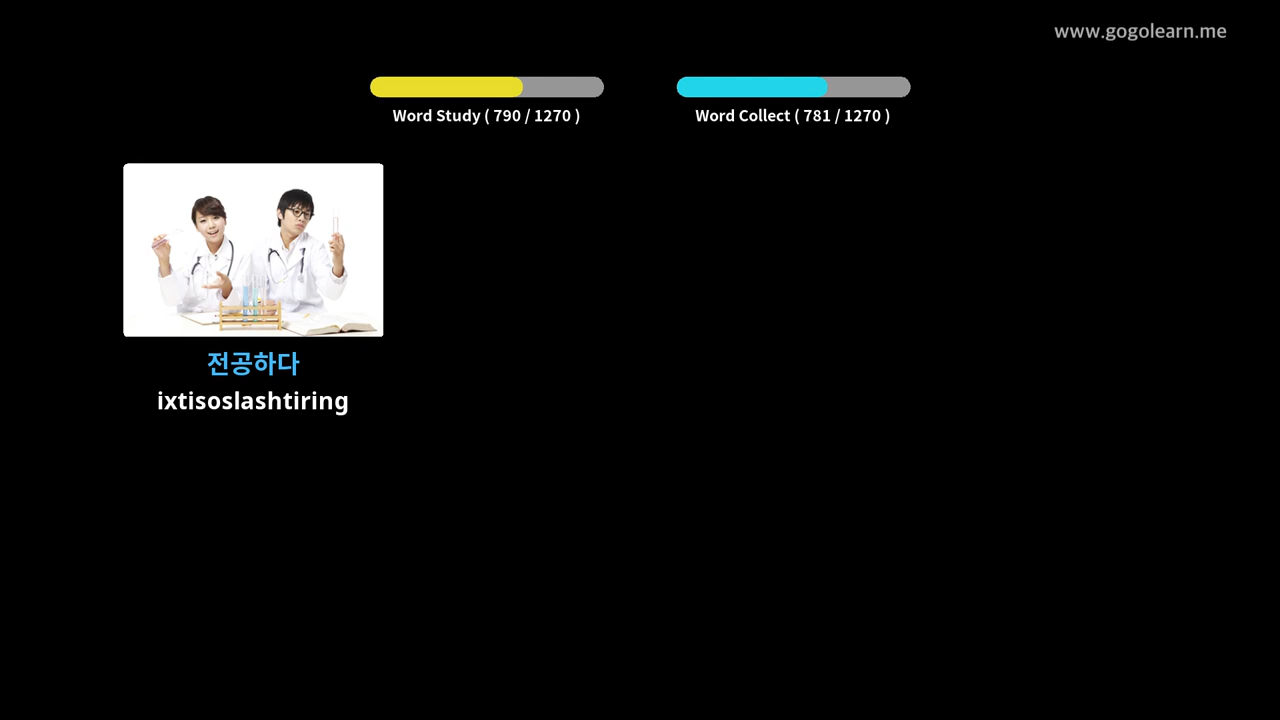 www.gogolearn.me
Word Study ( 790 / 1270 )
Word Collect ( 781 / 1270 )
전공하다
ixtisoslashtiring